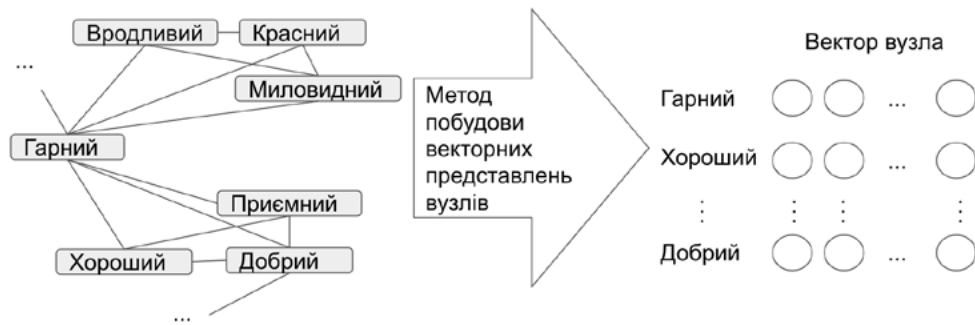 Вродливий
Красний
...
Миловидний
Гарний
Приємний
Хороший
Добрий
...
Метод
побудови
векторних
представлень
вузлів
Вектор вузла
Гарний ...
Хороший ...
⋮ ⋮ ⋮ ⋮
Добрий ...